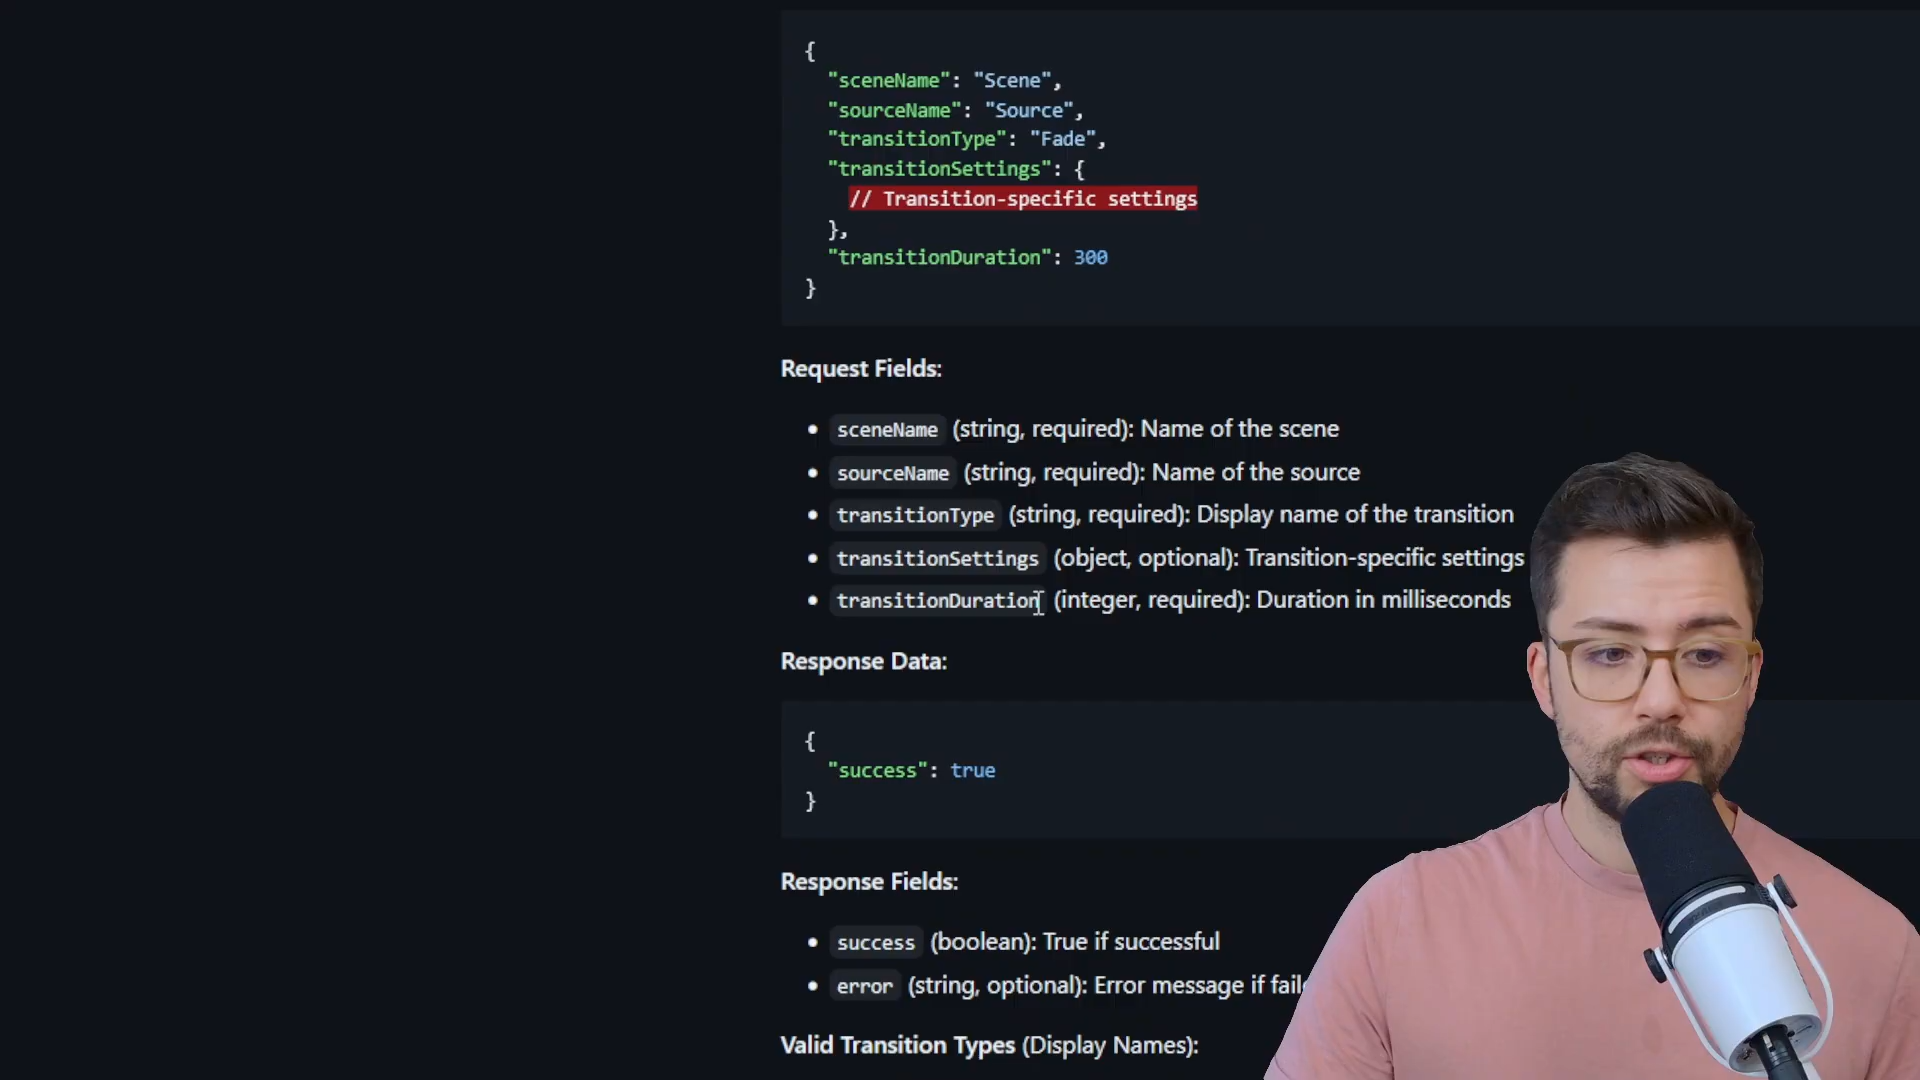 {
"sceneName": "Scene",
"sourceName": "Source",
"transitionType": "Fade",
"transitionSettings": {
// Transition-specific settings
},
"transitionDuration": 300
}
Request Fields:
• sceneName (string, required): Name of the scene
• sourceName (string, required): Name of the source
• transitionType (string, required): Display name of the transition
• transitionSettings (object, optional): Transition-specific settings
• transitionDuration (integer, required): Duration in milliseconds
Response Data:
{
"success": true
}
Response Fields:
• success (boolean): True if successful
• error (string, optional): Error message if
Valid Transition Types (Display Names):